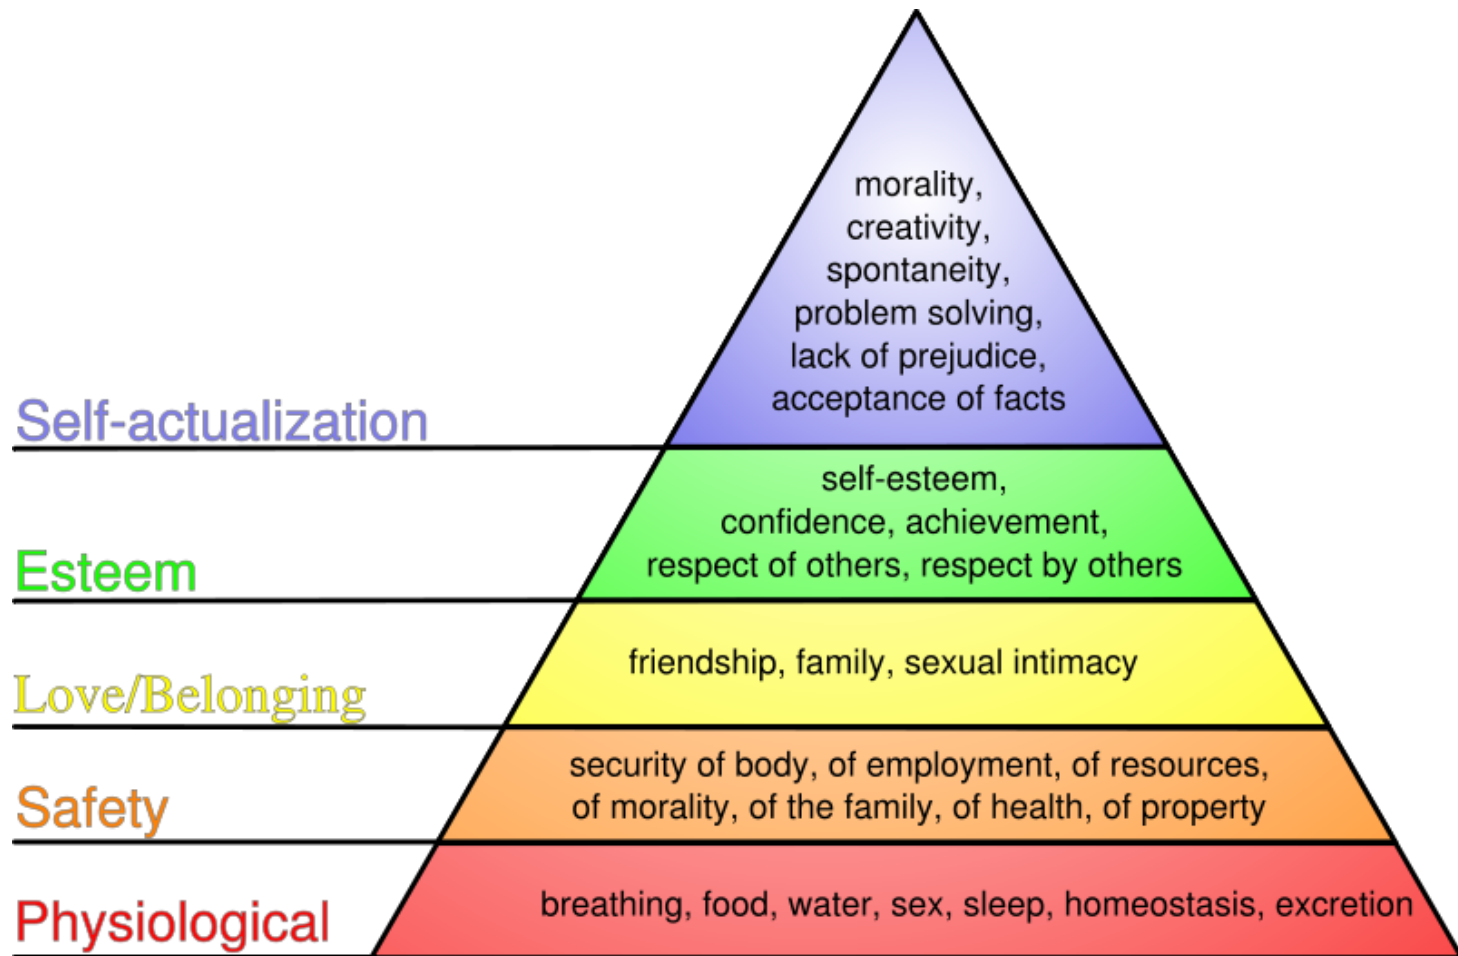 morality,
creativity,
spontaneity,
problem solving,
lack of prejudice,
acceptance of facts
Self-actualization
self-esteem,
confidence, achievement,
respect of others, respect by others
Esteem
friendship, family, sexual intimacy
Love/Belonging
security of body, of employment, of resources,
of morality, of the family, of health, of property
Safety
breathing, food, water, sex, sleep, homeostasis, excretion
Physiological